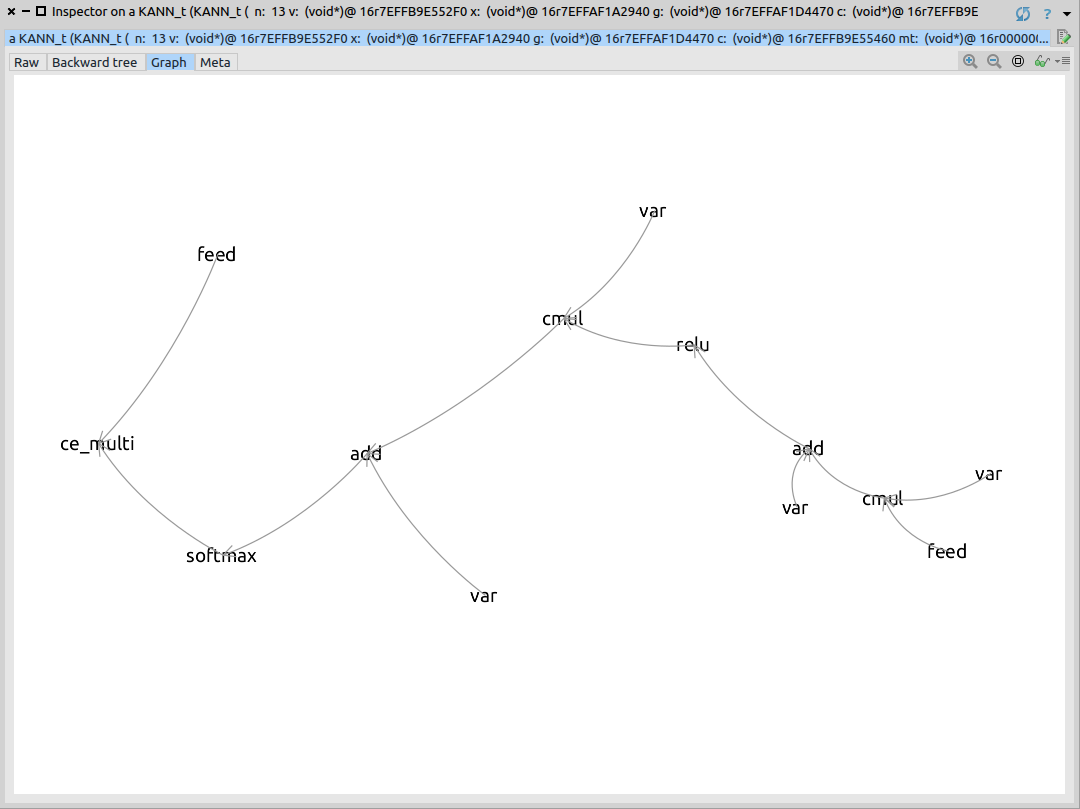 Inspector on a KANN_t (KANN_t ( n: 13 v: (void*)@ 16r7EFFB9E552F0 x: (void*)@ 16r7EFFAF1A2940 g: (void*)@ 16r7EFFAF1D4470 c: (void*)@ 16r7EFFB9E
a KANN_t (KANN_t ( n: 13 v: (void*)@ 16r7EFFB9E552F0 x: (void*)@ 16r7EFFAF1A2940 g: (void*)@ 16r7EFFAF1D4470 c: (void*)@ 16r7EFFB9E55460 mt: (void*)@ 16r00000(...
Raw Backward tree Graph Meta
var
feed
cmul
relu
ce_multi
add
add
var
cmul
var
feed
softmax
var